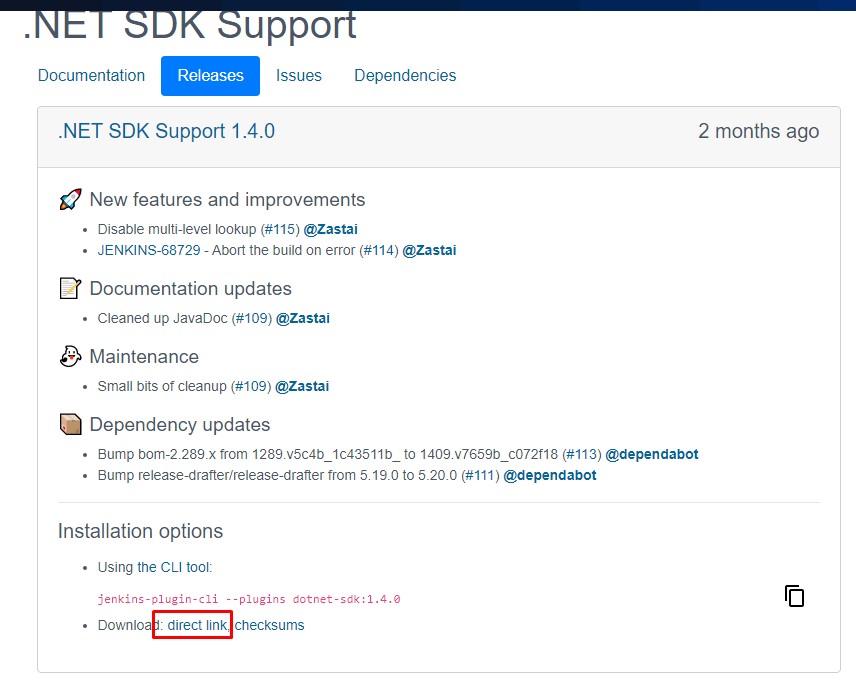 .NET SDK Support
Documentation Releases Issues Dependencies
.NET SDK Support 1.4.0 2 months ago
New features and improvements
Disable multi-level lookup (#115) @Zastai
JENKINS-68729 - Abort the build on error (#114) @Zastai
Documentation updates
Cleaned up JavaDoc (#109) @Zastai
Maintenance
Small bits of cleanup (#109) @Zastai
Dependency updates
Bump bom-2.289.x from 1289.v5c4b_1c43511b_ to 1409.v7659b_c072f18 (#113) @dependabot
Bump release-drafter/release-drafter from 5.19.0 to 5.20.0 (#111) @dependabot
Installation options
Using the CLI tool:
jenkins-plugin-cli --plugins dotnet-sdk:1.4.0
Download: direct link, checksums